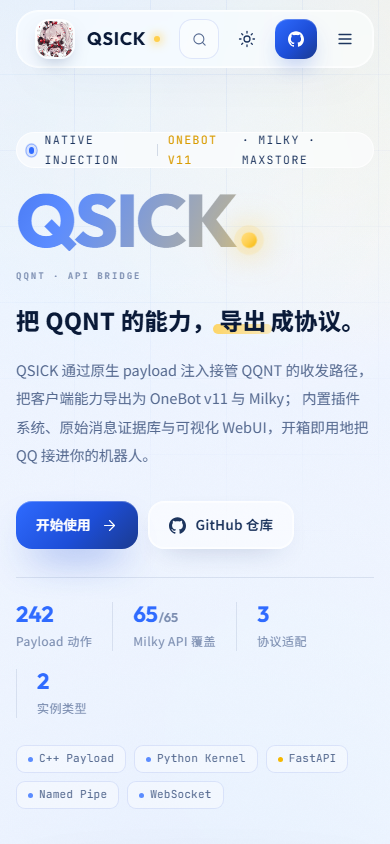 QSICK
NATIVE INJECTION
ONEBOT V11
· MILKY · MAXSTORE
QSICK
QQNT · API BRIDGE
把 QQNT 的能力，导出成协议。
QSICK 通过原生 payload 注入接管 QQNT 的收发路径，
把客户端能力导出为 OneBot v11 与 Milky；  内置插件
系统、原始消息证据库与可视化 WebUI，开箱即用地把
QQ 接进你的机器人。
开始使用
GitHub 仓库
242
Payload 动作
65/65
Milky API 覆盖
3
协议适配
2
实例类型
C++ Payload
Python Kernel
FastAPI
Named Pipe
WebSocket